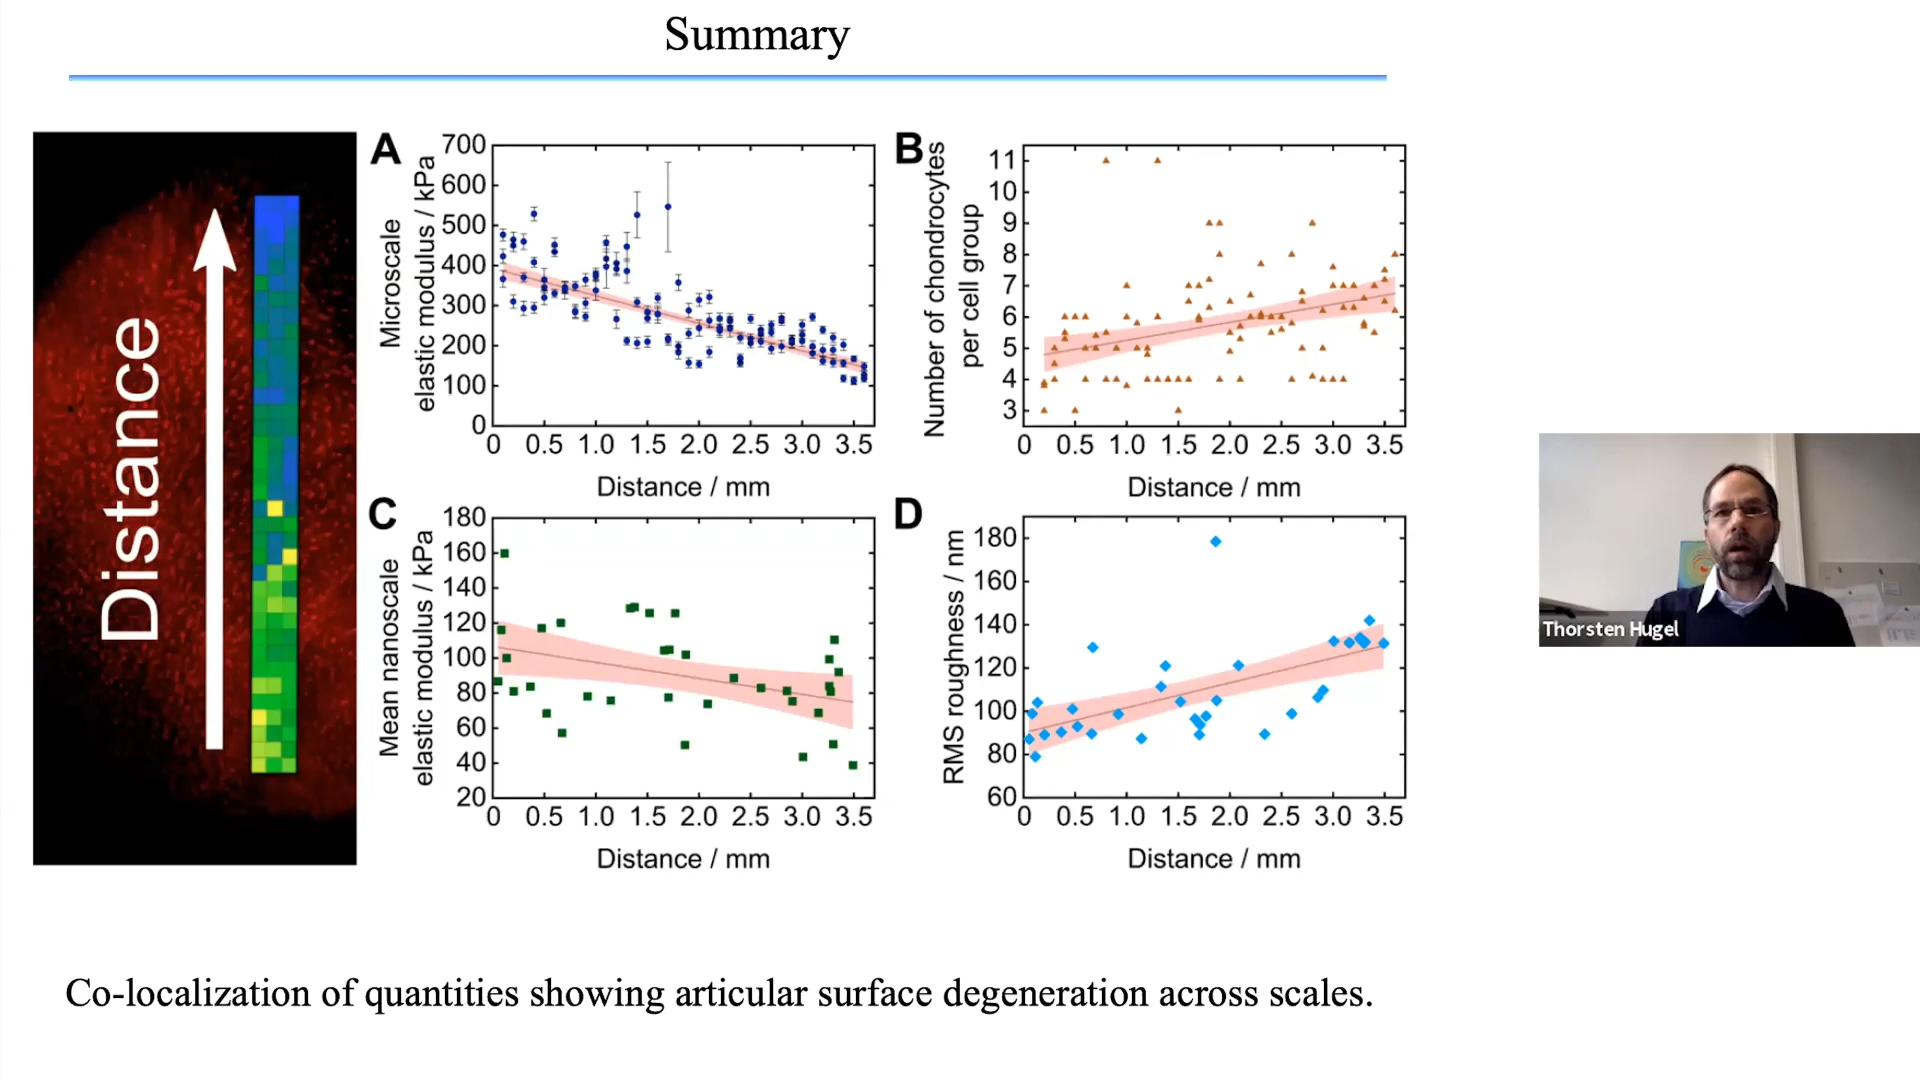 Summary
Distance
A
Microscale
elastic modulus / kPa
700
600
500
400
300
200
100
0
0 0.5 1.0 1.5 2.0 2.5 3.0 3.5
Distance / mm
B
Number of chondrocytes
per cell group
11
10
9
8
7
6
5
4
3
0 0.5 1.0 1.5 2.0 2.5 3.0 3.5
Distance / mm
C
Mean nanoscale
elastic modulus / kPa
180
160
140
120
100
80
60
40
20
0 0.5 1.0 1.5 2.0 2.5 3.0 3.5
Distance / mm
D
RMS roughness / nm
180
160
140
120
100
80
60
0 0.5 1.0 1.5 2.0 2.5 3.0 3.5
Distance / mm
Thorsten Hugel
Co-localization of quantities showing articular surface degeneration across scales.